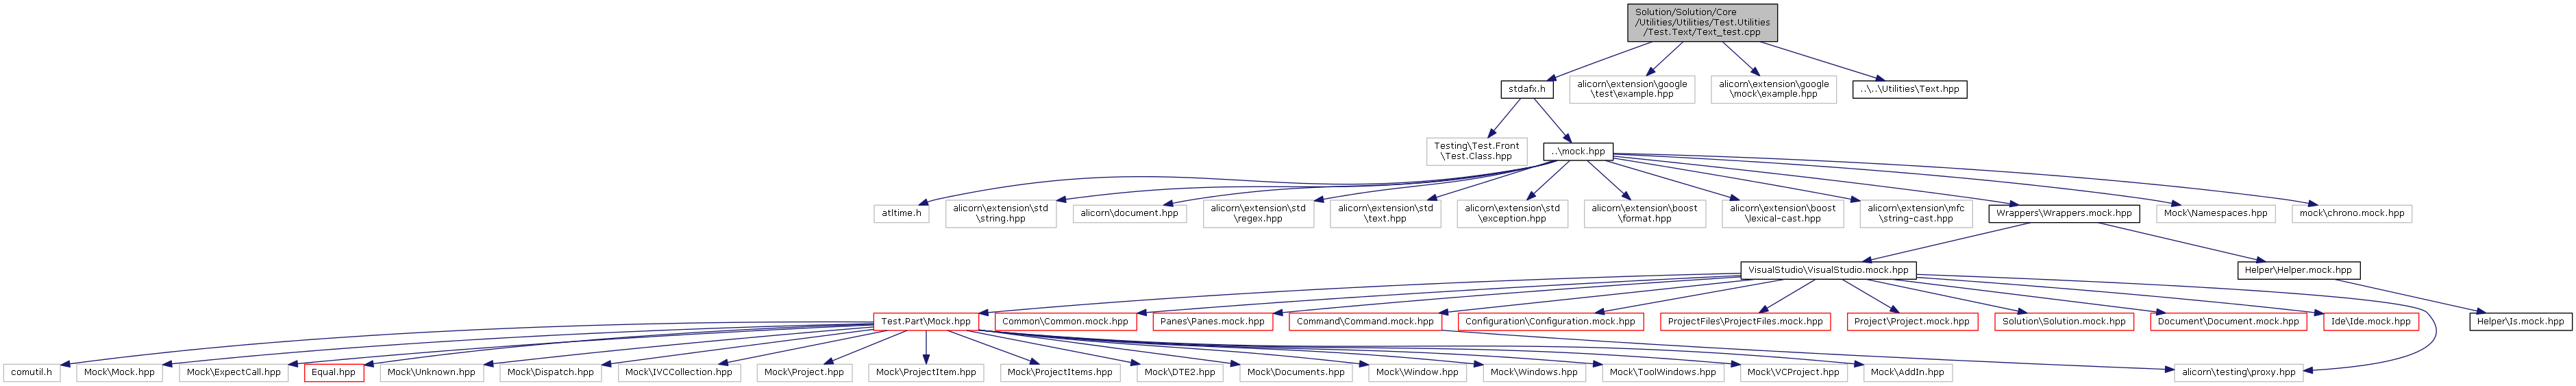 Solution/Solution/Core
/Utilities/Utilities/Test.Utilities
/Test.Text/Text_test.cpp
stdafx.h
alicorn\extension\google
\test\example.hpp
alicorn\extension\google
\mock\example.hpp
..\..\Utilities\Text.hpp
Testing\Test.Front
\Test.Class.hpp
..\mock.hpp
atltime.h
alicorn\extension\std
\string.hpp
alicorn\document.hpp
alicorn\extension\std
\regex.hpp
alicorn\extension\std
\text.hpp
alicorn\extension\std
\exception.hpp
alicorn\extension\boost
\format.hpp
alicorn\extension\boost
\lexical-cast.hpp
alicorn\extension\mfc
\string-cast.hpp
Wrappers\Wrappers.mock.hpp
Mock\Namespaces.hpp
mock\chrono.mock.hpp
VisualStudio\VisualStudio.mock.hpp
Helper\Helper.mock.hpp
Test.Part\Mock.hpp
Common\Common.mock.hpp
Panes\Panes.mock.hpp
Command\Command.mock.hpp
Configuration\Configuration.mock.hpp
ProjectFiles\ProjectFiles.mock.hpp
Project\Project.mock.hpp
Solution\Solution.mock.hpp
Document\Document.mock.hpp
Ide\Ide.mock.hpp
Helper\Is.mock.hpp
comutil.h
Mock\Mock.hpp
Mock\ExpectCall.hpp
Equal.hpp
Mock\Unknown.hpp
Mock\Dispatch.hpp
Mock\IVCCollection.hpp
Mock\Project.hpp
Mock\ProjectItem.hpp
Mock\ProjectItems.hpp
Mock\DTE2.hpp
Mock\Documents.hpp
Mock\Window.hpp
Mock\Windows.hpp
Mock\ToolWindows.hpp
Mock\VCProject.hpp
Mock\AddIn.hpp
alicorn\testing\proxy.hpp